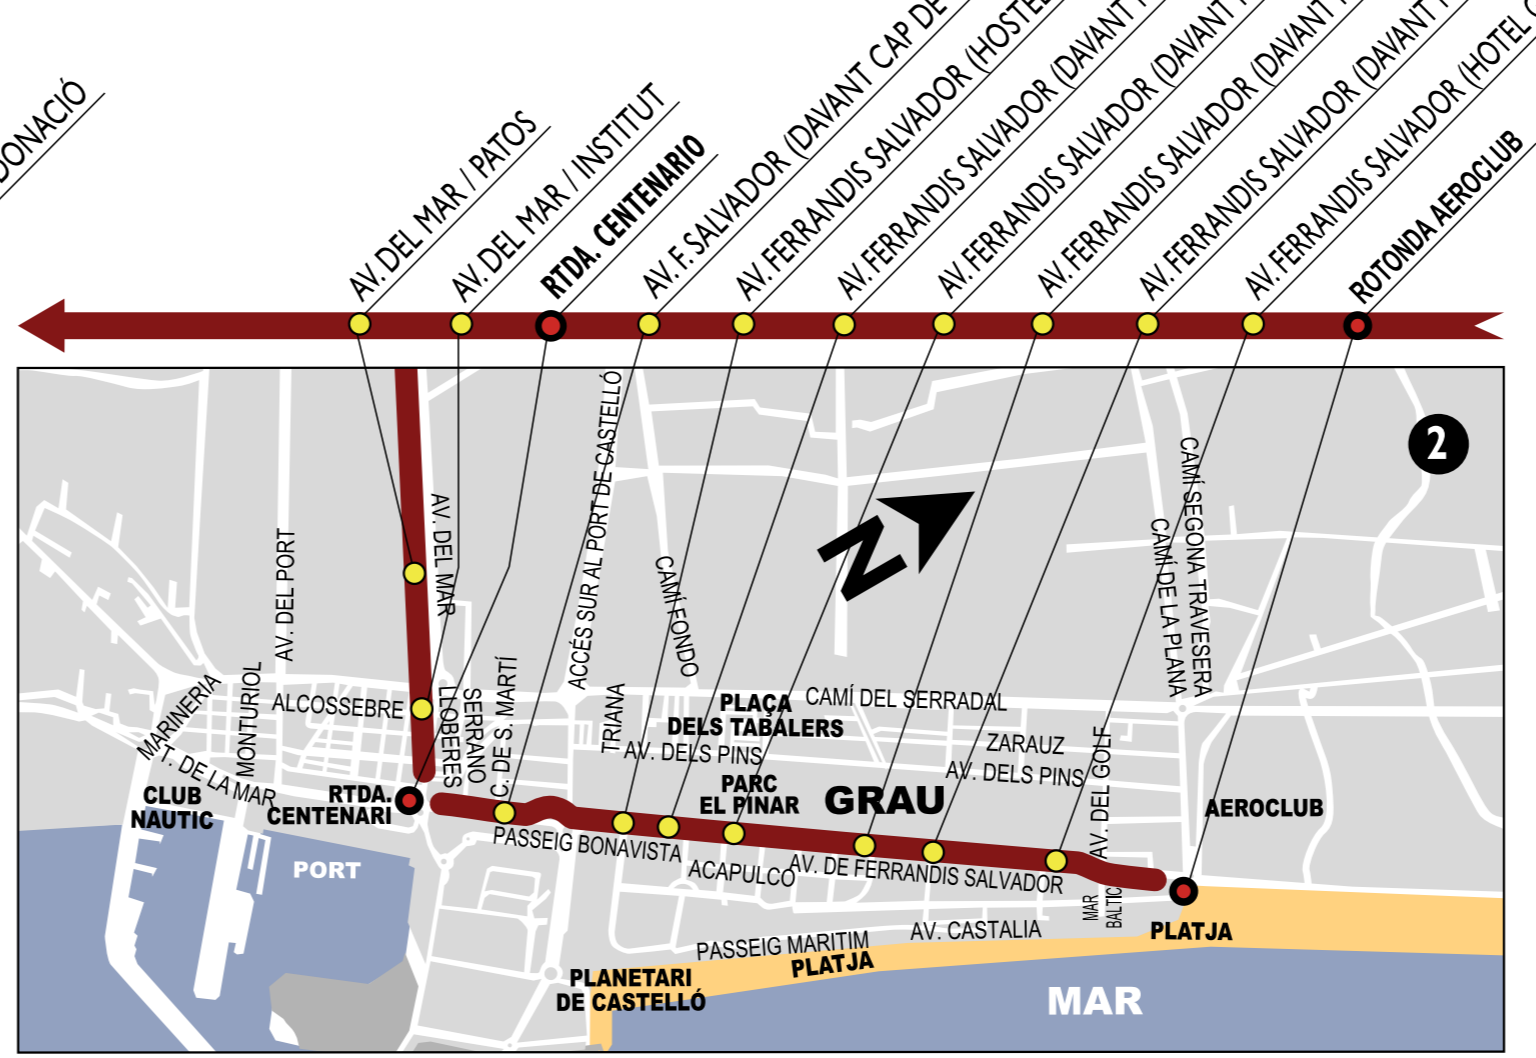 DONACIÓ
AV. DEL MAR / PATOS
AV. DEL MAR / INSTITUT
RTDA. CENTENARIO
AV. F. SALVADOR (DAVANT CAP DE
AV. FERRANDIS SALVADOR (HOSTEL
AV. FERRANDIS SALVADOR (DAVANT
AV. FERRANDIS SALVADOR (DAVANT
AV. FERRANDIS SALVADOR (DAVANT
AV. FERRANDIS SALVADOR (DAVANT
AV. FERRANDIS SALVADOR (HOTEL
ROTONDA AEROCLUB
2
N
AV. DEL PORT
AV. DEL MAR
ACCÉS SUR AL PORT DE CASTELLÓ
CAMÍ FONDO
CAMÍ SEGONA TRAVESERA
CAMÍ DE LA PLANA
MARINERIA
MONTURIOL
ALCOSSEBRE
LLOBERES
SERRANO
C. DE S. MARTÍ
TRIANA
PLAÇA
DELS TABALERS
CAMÍ DEL SERRADAL
AV. DELS PINS
ZARAUZ
AV. DELS PINS
AV. DEL GOLF
T. DE LA MAR
CLUB
NAUTIC
RTDA.
CENTENARI
PARC
EL PINAR
GRAU
AEROCLUB
PASSEIG BONAVISTA
ACAPULCO
AV. DE FERRANDIS SALVADOR
PORT
MAR
BALTIC
AV. CASTALIA
PLATJA
PASSEIG MARITIM
PLATJA
PLANETARI
DE CASTELLÓ
MAR